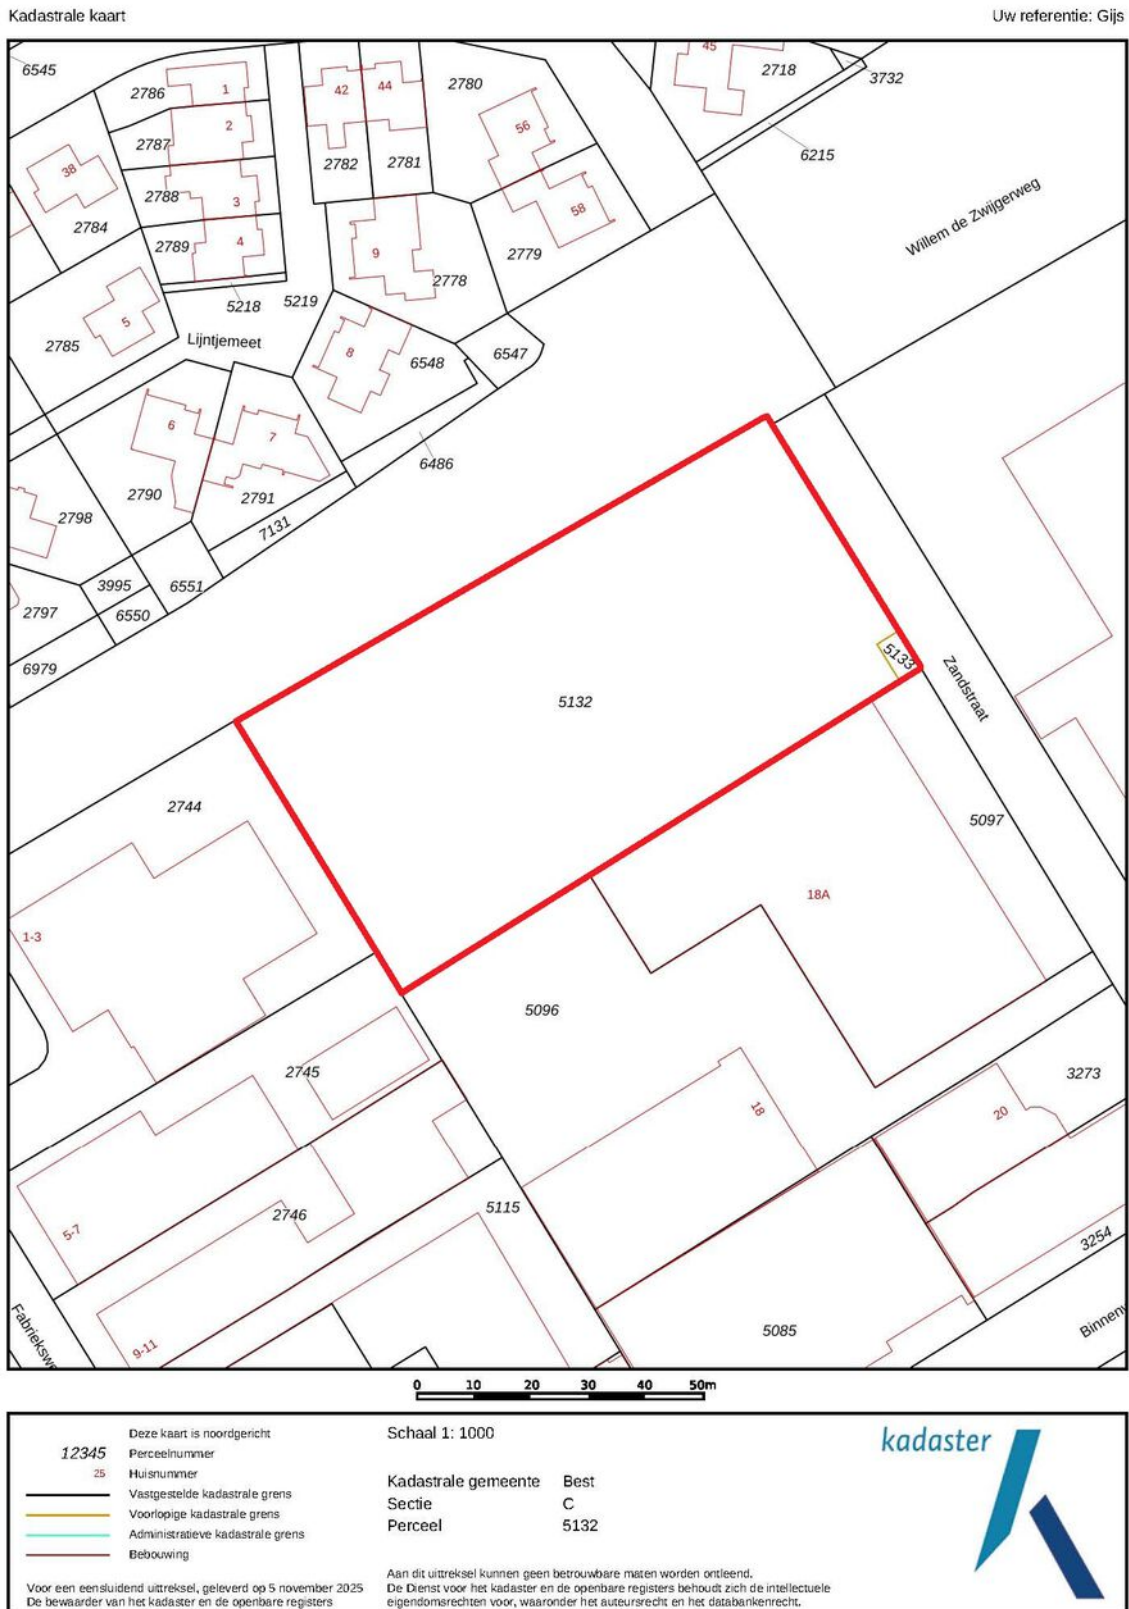 Kadastrale kaart
Uw referentie: Gijs
6545
2786
1
42
44
2780
45
2718
3732
2
56
2787
2782
2781
6215
38
2788
3
58
Willem de Zwijgerweg
2784
2789
4
9
2779
2778
5218
5219
5
Lijntjemeet
2785
8
6548
6547
6
7
6486
2790
2791
2798
7131
3995
6551
2797
6550
6979
5133
Zandstraat
5132
2744
5097
18A
1-3
5096
2745
3273
18
20
5115
2746
5-7
3254
Fabriekswe
9-11
5085
Binnenv
0 10 20 30 40 50m
Deze kaart is noordgericht
12345 Perceelnummer
25 Huisnummer
Vastgestelde kadastrale grens
Voorlopige kadastrale grens
Administratieve kadastrale grens
Bebouwing
Voor een eensluidend uittreksel, geleverd op 5 november 2025
De bewaarder van het kadaster en de openbare registers
Schaal 1: 1000
Kadastrale gemeente Best
Sectie C
Perceel 5132
Aan dit uittreksel kunnen geen betrouwbare maten worden ontleend.
De Dienst voor het kadaster en de openbare registers behoudt zich de intellectuele
eigendomsrechten voor, waaronder het auteursrecht en het databankenrecht.
kadaster